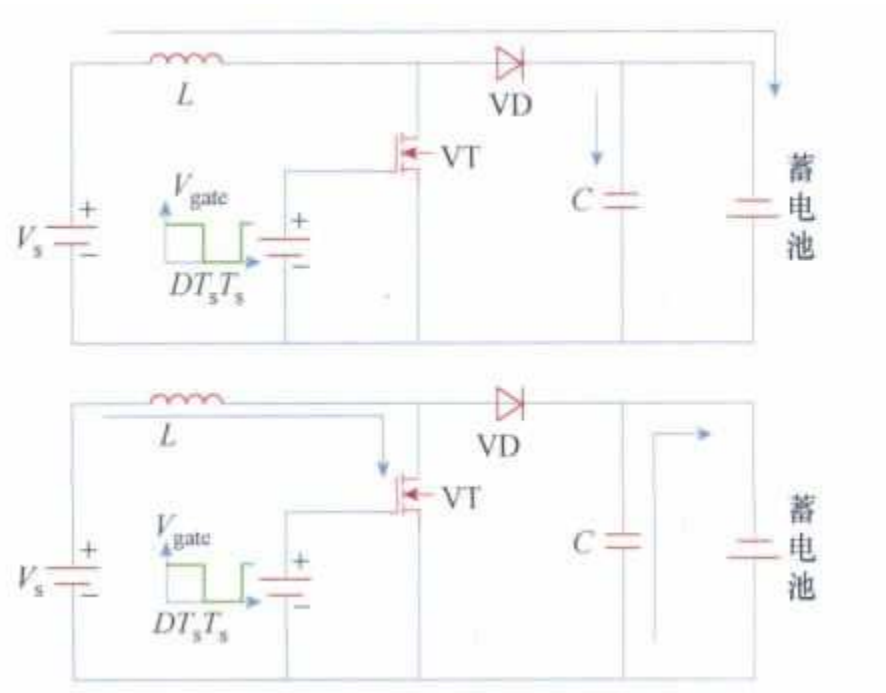 L
VD
VT
C
蓄电池
V_gate
V_s
+
−
+
−
DT_sT_s
L
VD
VT
C
蓄电池
V_gate
V_s
+
−
+
−
DT_sT_s